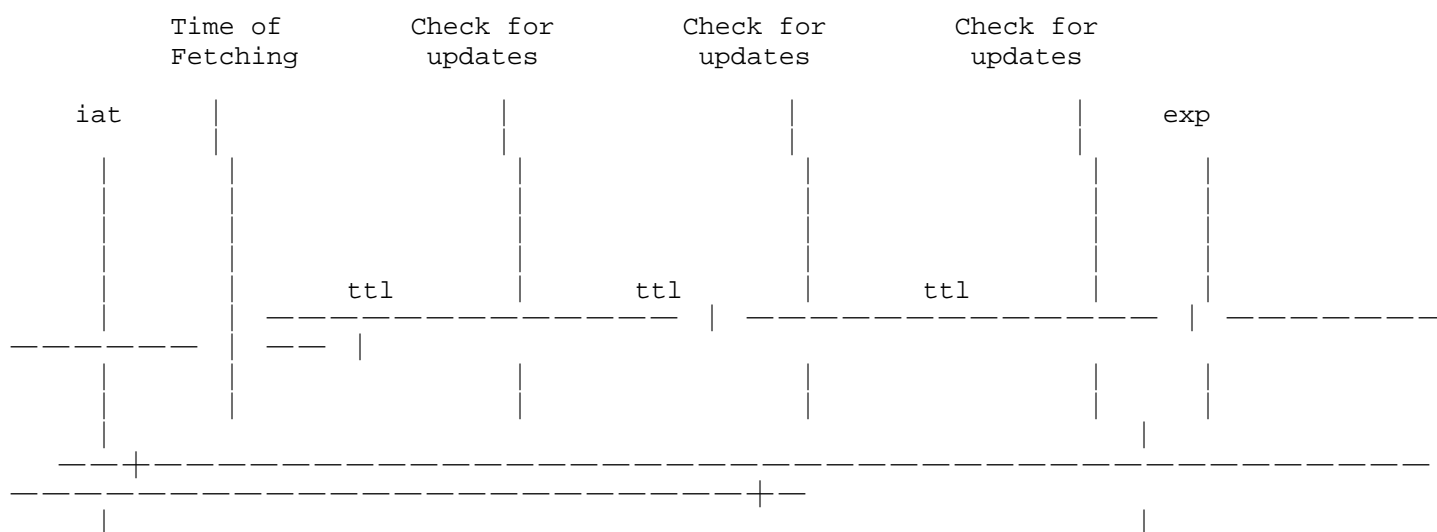 Time of Check for Check for Check for
Fetching updates updates updates
iat exp
ttl ttl ttl